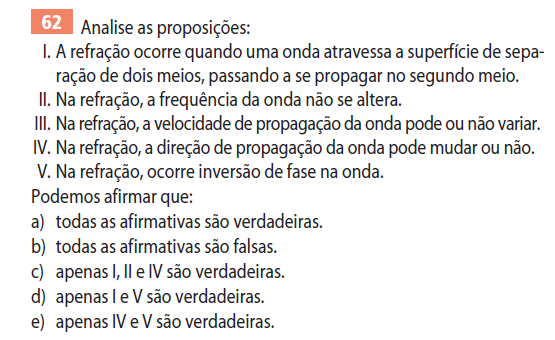 62 Analise as proposições:
I. A refração ocorre quando uma onda atravessa a superfície de sepa-
ração de dois meios, passando a se propagar no segundo meio.
II. Na refração, a frequência da onda não se altera.
III. Na refração, a velocidade de propagação da onda pode ou não variar.
IV. Na refração, a direção de propagação da onda pode mudar ou não.
V. Na refração, ocorre inversão de fase na onda.
Podemos afirmar que:
a) todas as afirmativas são verdadeiras.
b) todas as afirmativas são falsas.
c) apenas I, II e IV são verdadeiras.
d) apenas I e V são verdadeiras.
e) apenas IV e V são verdadeiras.